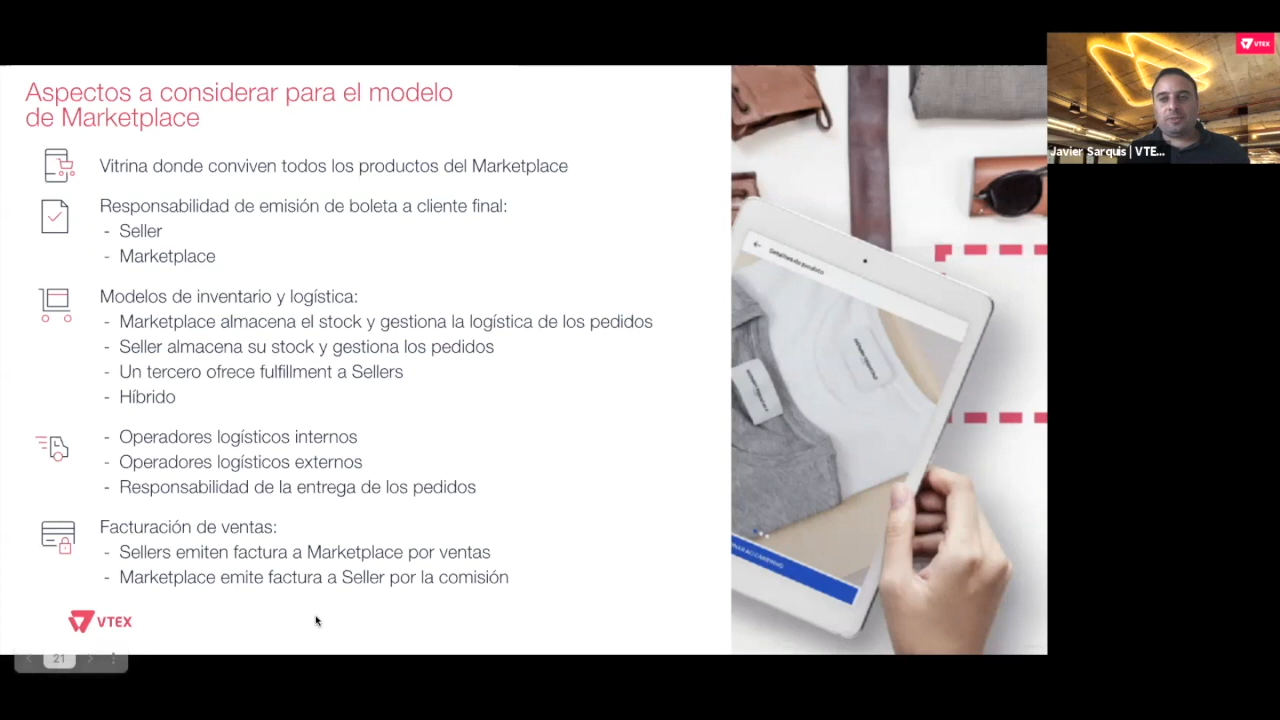 Aspectos a considerar para el modelo
de Marketplace
Vitrina donde conviven todos los productos del Marketplace
Responsabilidad de emisión de boleta a cliente final:
- Seller
- Marketplace
Modelos de inventario y logística:
- Marketplace almacena el stock y gestiona la logística de los pedidos
- Seller almacena su stock y gestiona los pedidos
- Un tercero ofrece fulfillment a Sellers
- Híbrido
- Operadores logísticos internos
- Operadores logísticos externos
- Responsabilidad de la entrega de los pedidos
Facturación de ventas:
- Sellers emiten factura a Marketplace por ventas
- Marketplace emite factura a Seller por la comisión
VTEX
21
VTEX
Javier Sarquis | VTE...